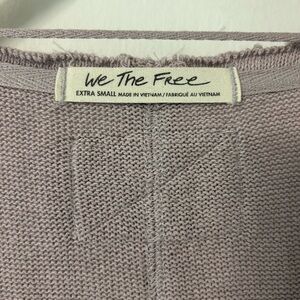 We The Free
EXTRA SMALL MADE IN VIETNAM/FABRIQUÉ AU VIETNAM